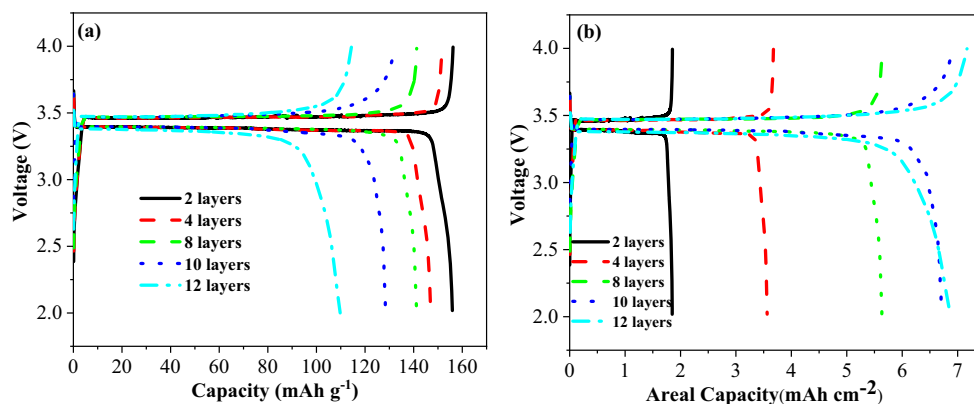 (a)
4.0
3.5
3.0
2.5
2.0
Voltage (V)
2 layers
4 layers
8 layers
10 layers
12 layers
0 20 40 60 80 100 120 140 160
Capacity (mAh g-1)
(b)
4.0
3.5
3.0
2.5
2.0
Voltage (V)
2 layers
4 layers
8 layers
10 layers
12 layers
0 1 2 3 4 5 6 7
Areal Capacity(mAh cm-2)